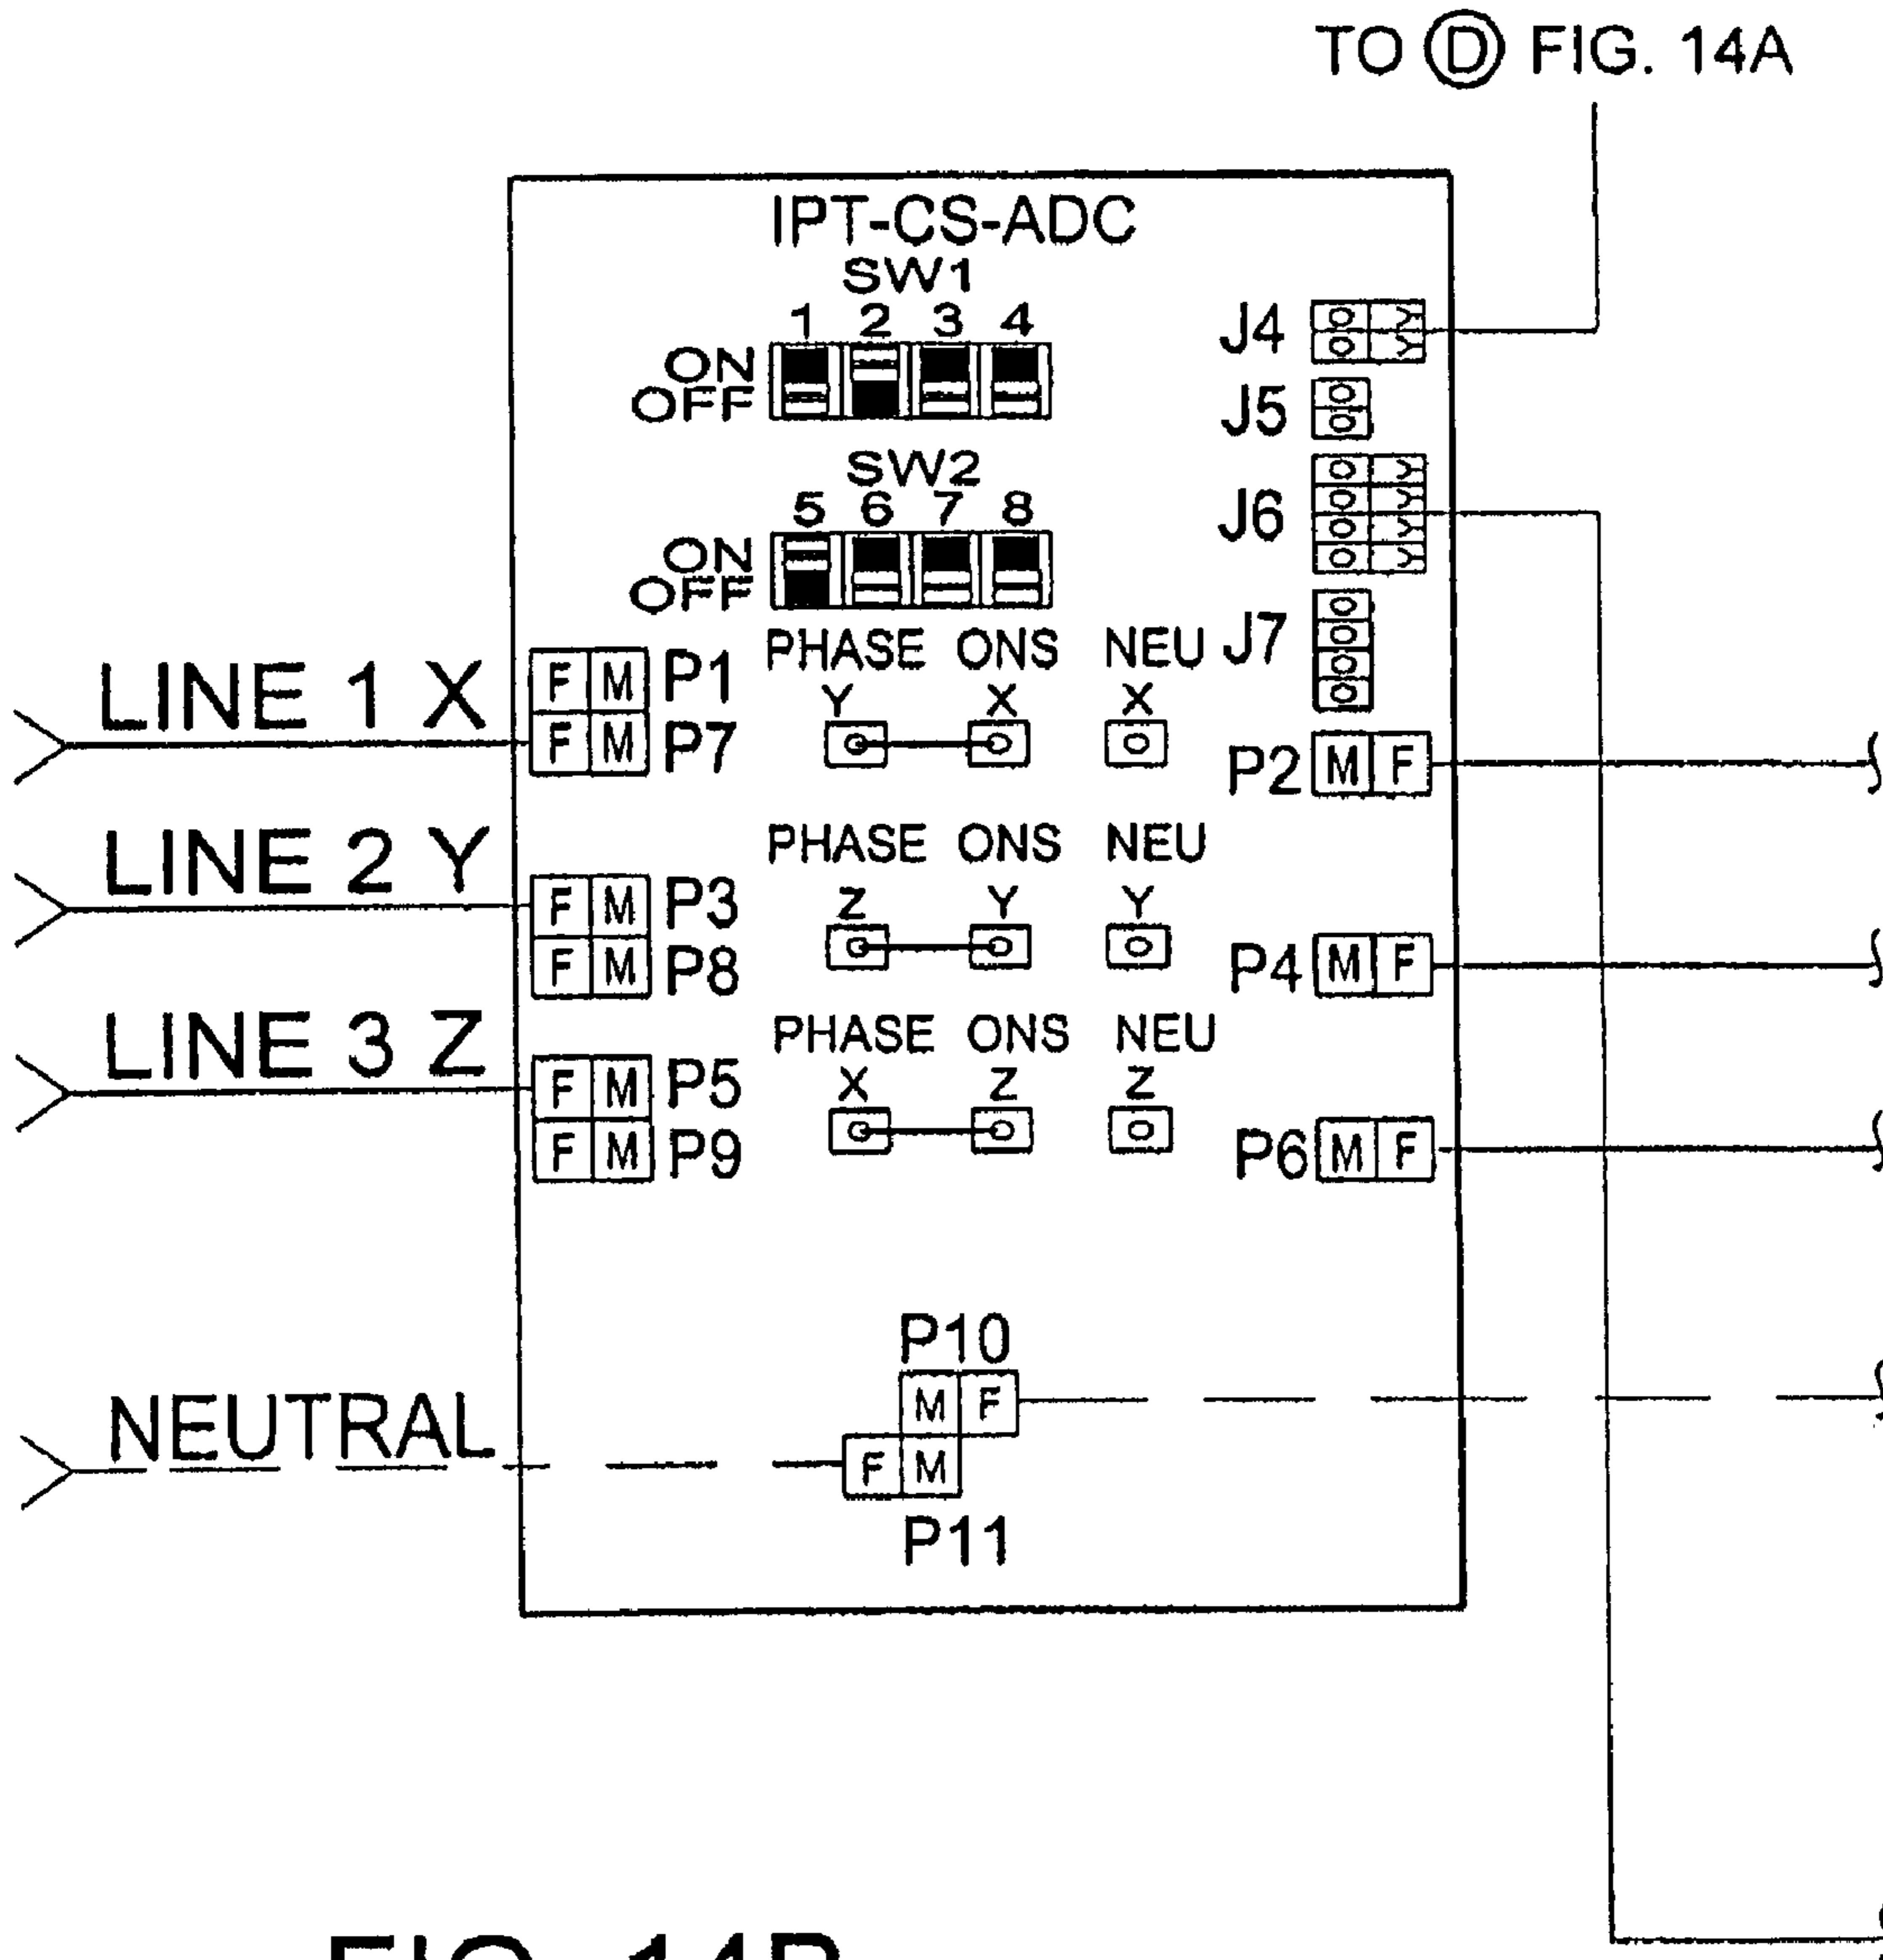 TO D FIG. 14A
IPT-CS-ADC
SW1
1 2 3 4
ON
OFF
SW2
5 6 7 8
ON
OFF
J4
J5
J6
J7
LINE 1 X
F M P1
F M P7
PHASE ONS NEU
Y X X
P2 M F
LINE 2 Y
F M P3
F M P8
PHASE ONS NEU
Z Y Y
P4 M F
LINE 3 Z
F M P5
F M P9
PHASE ONS NEU
X Z Z
P6 M F
NEUTRAL
P10
M F
F M
P11
FIG. 14B